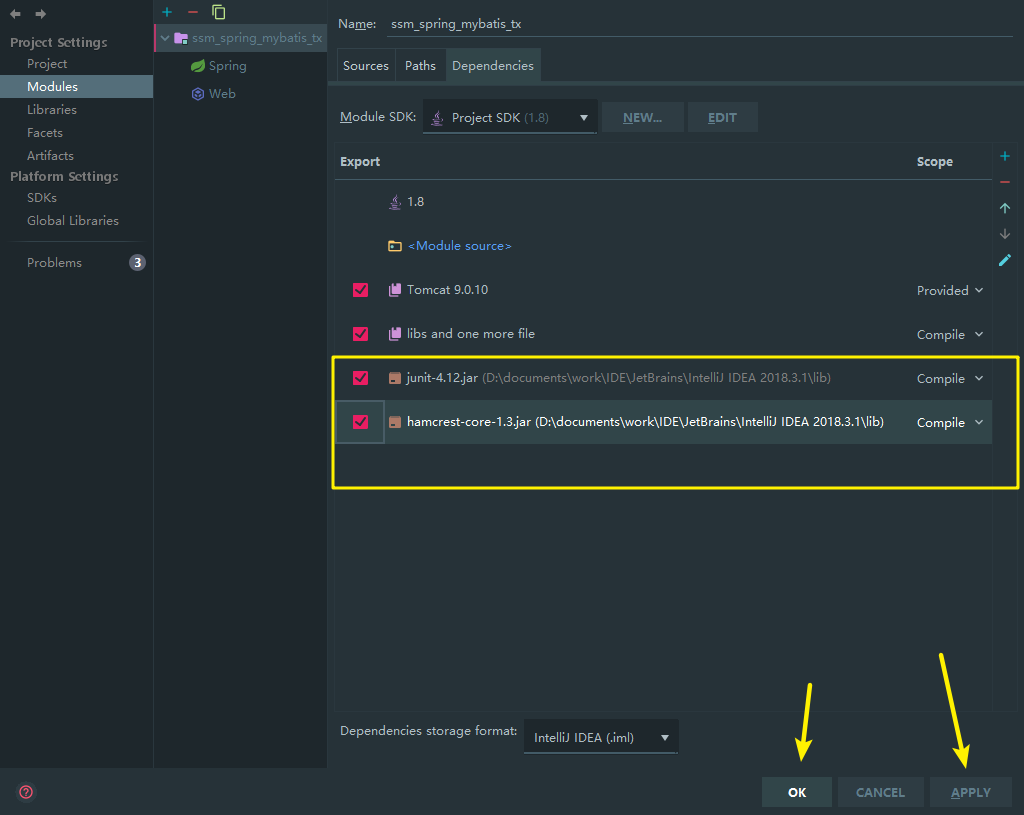 Project Settings
Project
Modules
Libraries
Facets
Artifacts
Platform Settings
SDKs
Global Libraries
Problems 3
ssm_spring_mybatis_tx
Spring
Web
Name: ssm_spring_mybatis_tx
Sources Paths Dependencies
Module SDK: Project SDK (1.8) NEW... EDIT
Export Scope
1.8
<Module source>
Tomcat 9.0.10 Provided
libs and one more file Compile
junit-4.12.jar (D:\documents\work\IDE\JetBrains\IntelliJ IDEA 2018.3.1\lib) Compile
hamcrest-core-1.3.jar (D:\documents\work\IDE\JetBrains\IntelliJ IDEA 2018.3.1\lib) Compile
Dependencies storage format: IntelliJ IDEA (.iml)
? OK CANCEL APPLY